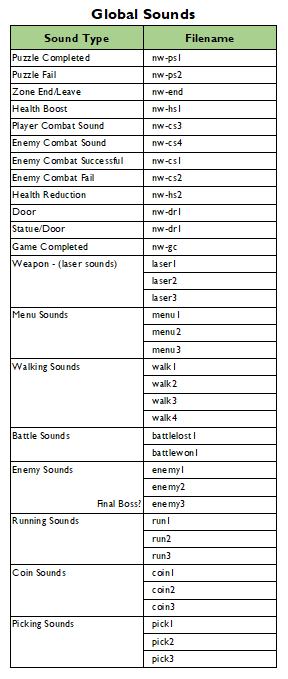 Global Sounds
Sound Type Filename
Puzzle Completed nw-ps1
Puzzle Fail nw-ps2
Zone End/Leave nw-end
Health Boost nw-hs1
Player Combat Sound nw-cs3
Enemy Combat Sound nw-cs4
Enemy Combat Successful nw-cs1
Enemy Combat Fail nw-cs2
Health Reduction nw-hs2
Door nw-dr1
Statue/Door nw-dr1
Game Completed nw-gc
Weapon - (laser sounds) laser1
laser2
laser3
Menu Sounds menu1
menu2
menu3
Walking Sounds walk1
walk2
walk3
walk4
Battle Sounds battlelost1
battlewon1
Enemy Sounds enemy1
enemy2
Final Boss? enemy3
Running Sounds run1
run2
run3
Coin Sounds coin1
coin2
coin3
Picking Sounds pick1
pick2
pick3